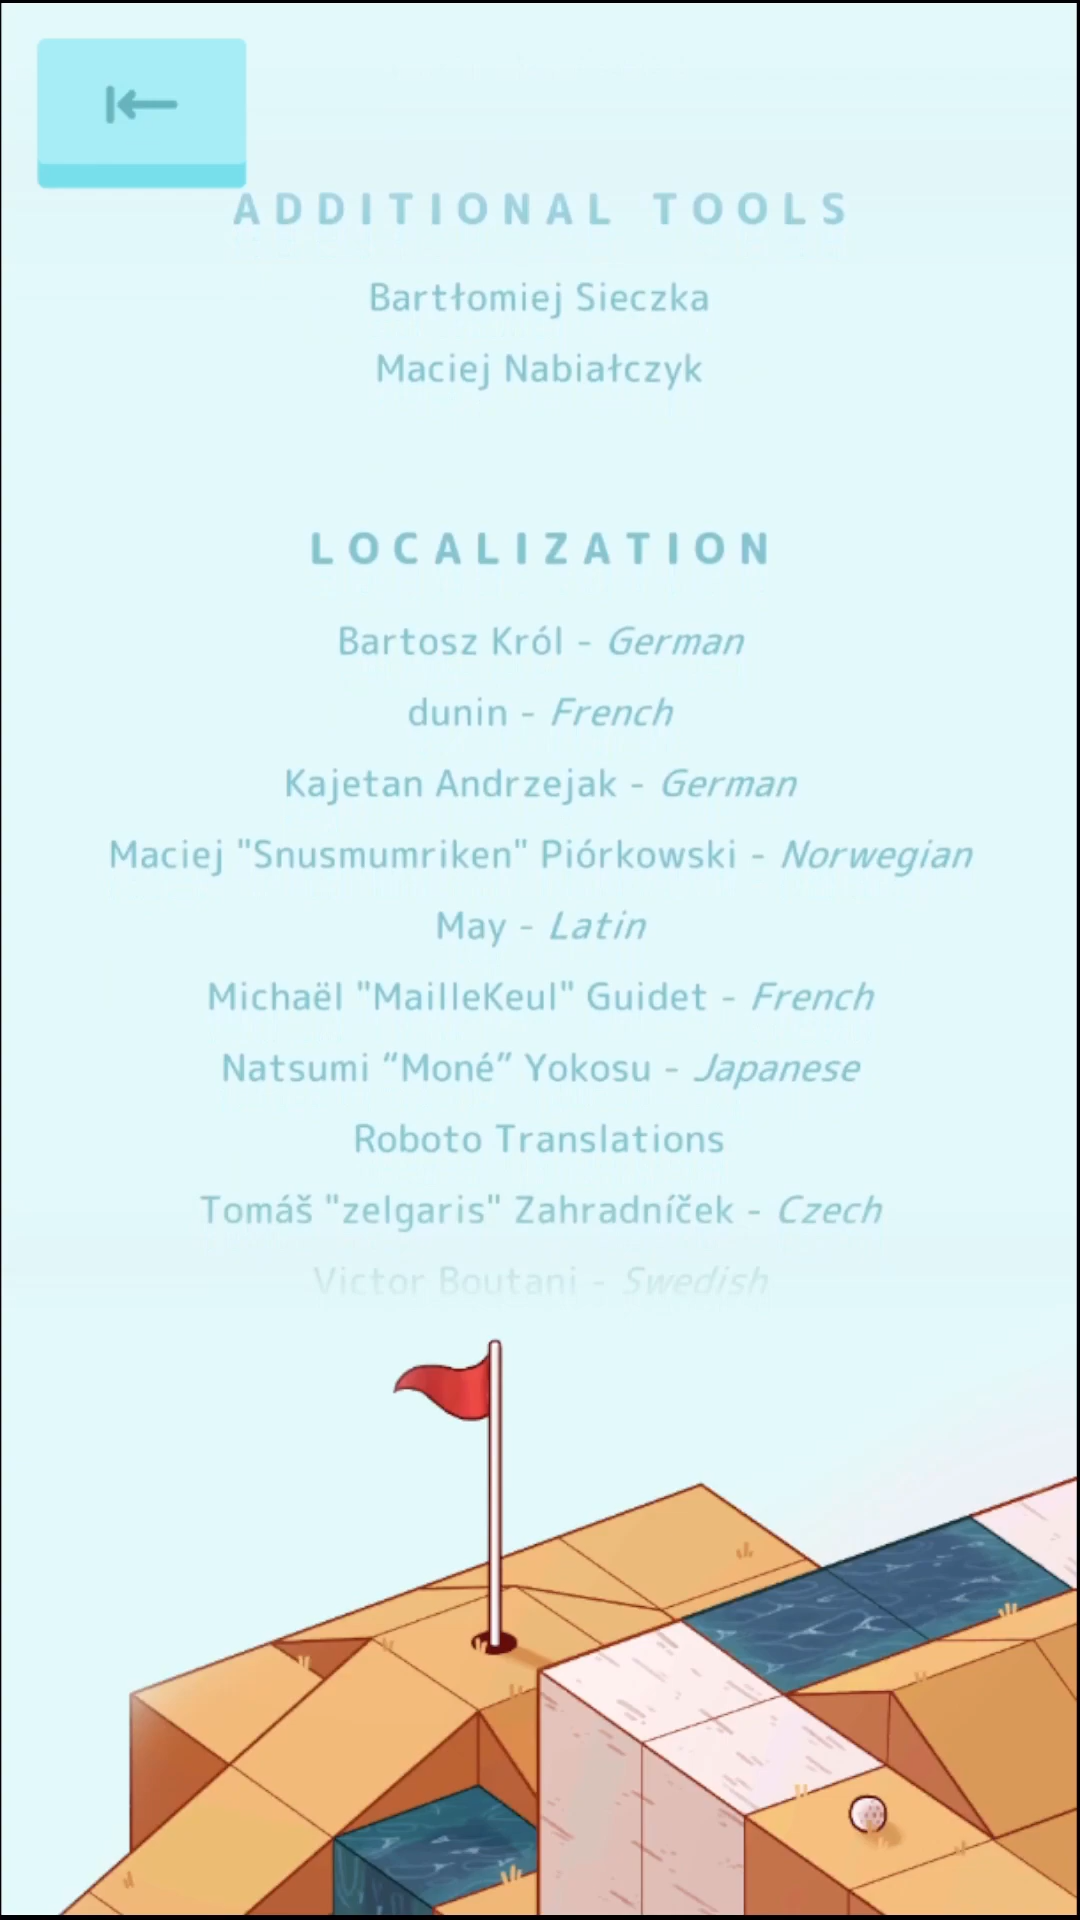 ADDITIONAL TOOLS
Bartłomiej Sieczka
Maciej Nabiałczyk
LOCALIZATION
Bartosz Król - German
dunin - French
Kajetan Andrzejak - German
Maciej "Snusmumriken" Piórkowski - Norwegian
May - Latin
Michaël "MailleKeul" Guidet - French
Natsumi “Moné” Yokosu - Japanese
Roboto Translations
Tomáš "zelgaris" Zahradníček - Czech
Victor Boutani - Swedish